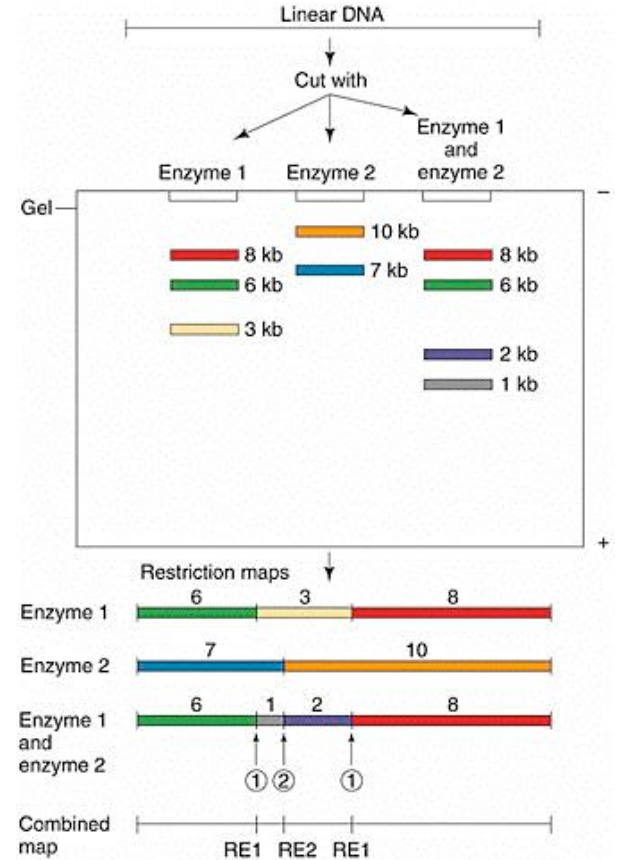 Linear DNA
Cut with
Enzyme 1
Enzyme 2
Enzyme 1
and
enzyme 2
Gel
−
10 kb
8 kb
7 kb
8 kb
6 kb
6 kb
3 kb
2 kb
1 kb
+
Restriction maps
6 3 8
Enzyme 1
7 10
Enzyme 2
6 1 2 8
Enzyme 1
and
enzyme 2
① ② ①
Combined
map
RE1 RE2 RE1